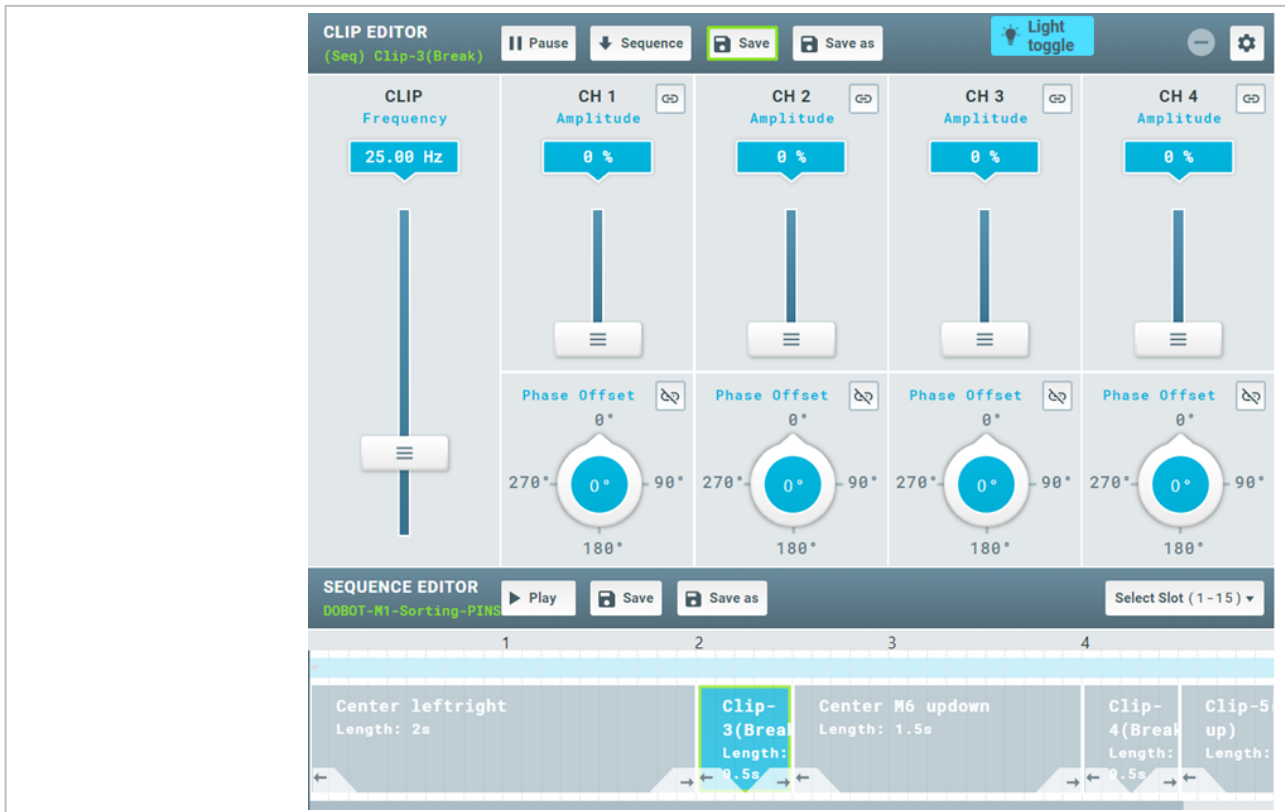 CLIP EDITOR
(Seq) Clip-3(Break)
Pause
Sequence
Save
Save as
Light
toggle
CLIP
Frequency
25.00 Hz
CH 1
Amplitude
0 %
CH 2
Amplitude
0 %
CH 3
Amplitude
0 %
CH 4
Amplitude
0 %
Phase Offset
0°
270° 0° 90°
180°
Phase Offset
0°
270° 0° 90°
180°
Phase Offset
0°
270° 0° 90°
180°
Phase Offset
0°
270° 0° 90°
180°
SEQUENCE EDITOR
DOBOT-M1-Sorting-PINS
Play
Save
Save as
Select Slot (1-15)
1 2 3 4
Center leftright
Length: 2s
Clip-
3(Break
Length:
0.5s
Center M6 updown
Length: 1.5s
Clip-
4(Break
Length:
0.5s
Clip-5(
up)
Length: